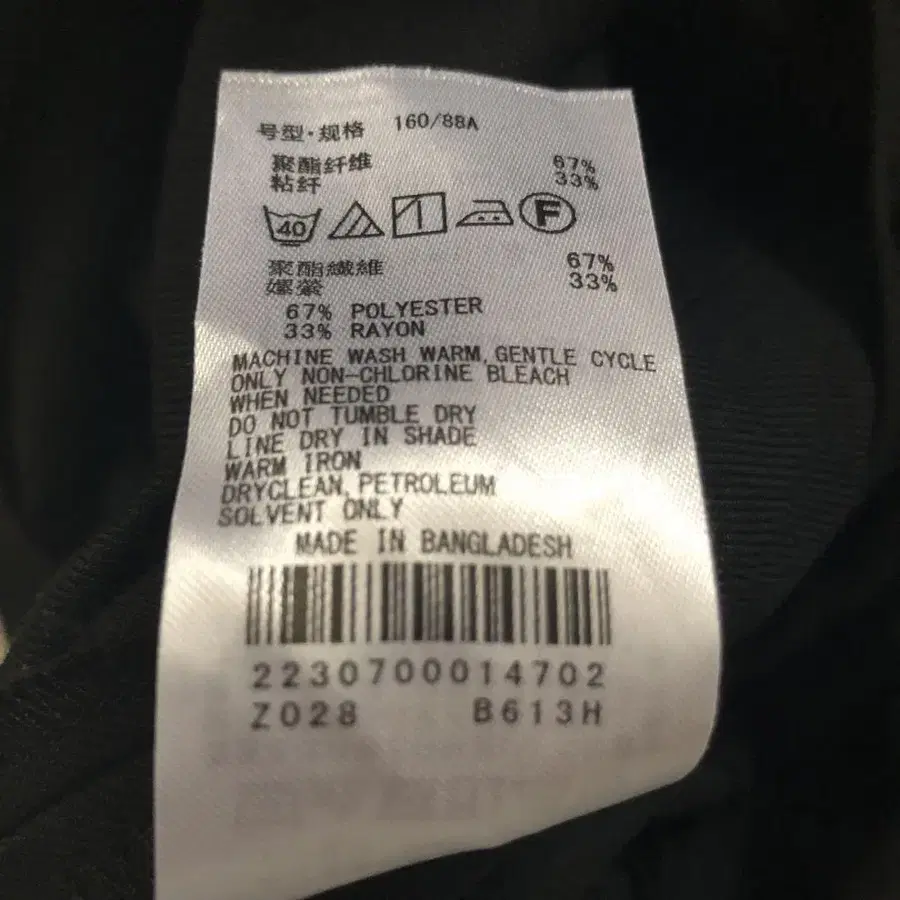 号型·规格 160/88A
聚酯纤维 67%
粘纤 33%
40 F
聚酯纖維 67%
嫘縈 33%
67% POLYESTER
33% RAYON
MACHINE WASH WARM, GENTLE CYCLE
ONLY NON-CHLORINE BLEACH
WHEN NEEDED
DO NOT TUMBLE DRY
LINE DRY IN SHADE
WARM IRON
DRYCLEAN, PETROLEUM
SOLVENT ONLY
MADE IN BANGLADESH
2230700014702
Z028 B613H